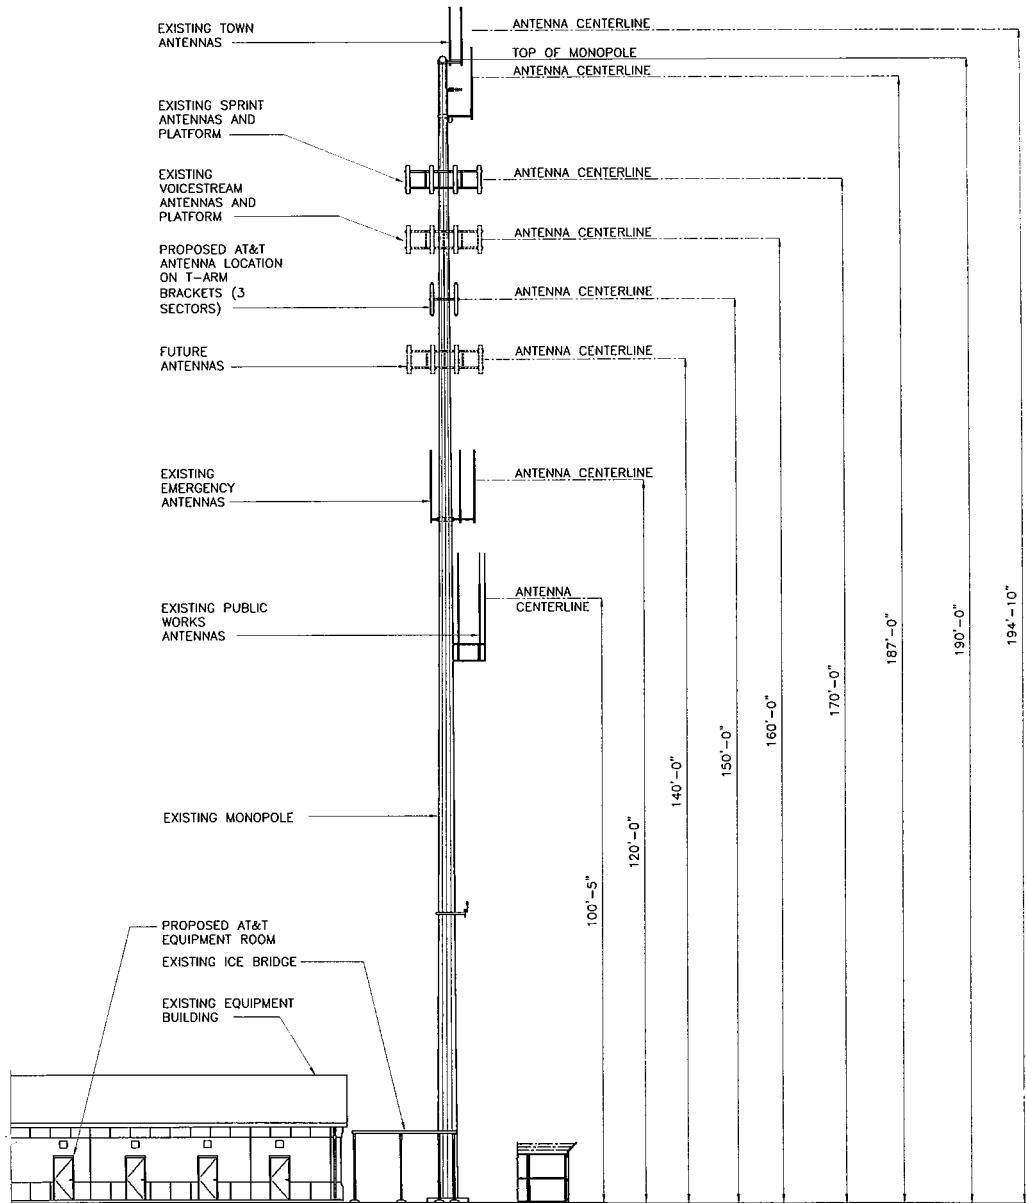 EXISTING TOWN
ANTENNAS
ANTENNA CENTERLINE
TOP OF MONOPOLE
ANTENNA CENTERLINE
EXISTING SPRINT
ANTENNAS AND
PLATFORM
ANTENNA CENTERLINE
EXISTING
VOICESTREAM
ANTENNAS AND
PLATFORM
ANTENNA CENTERLINE
PROPOSED AT&T
ANTENNA LOCATION
ON T-ARM
BRACKETS (3
SECTORS)
ANTENNA CENTERLINE
FUTURE
ANTENNAS
ANTENNA CENTERLINE
EXISTING
EMERGENCY
ANTENNAS
ANTENNA CENTERLINE
EXISTING PUBLIC
WORKS
ANTENNAS
ANTENNA
CENTERLINE
EXISTING MONOPOLE
PROPOSED AT&T
EQUIPMENT ROOM
EXISTING ICE BRIDGE
EXISTING EQUIPMENT
BUILDING
100'-5"
120'-0"
140'-0"
150'-0"
160'-0"
170'-0"
187'-0"
190'-0"
194'-10"